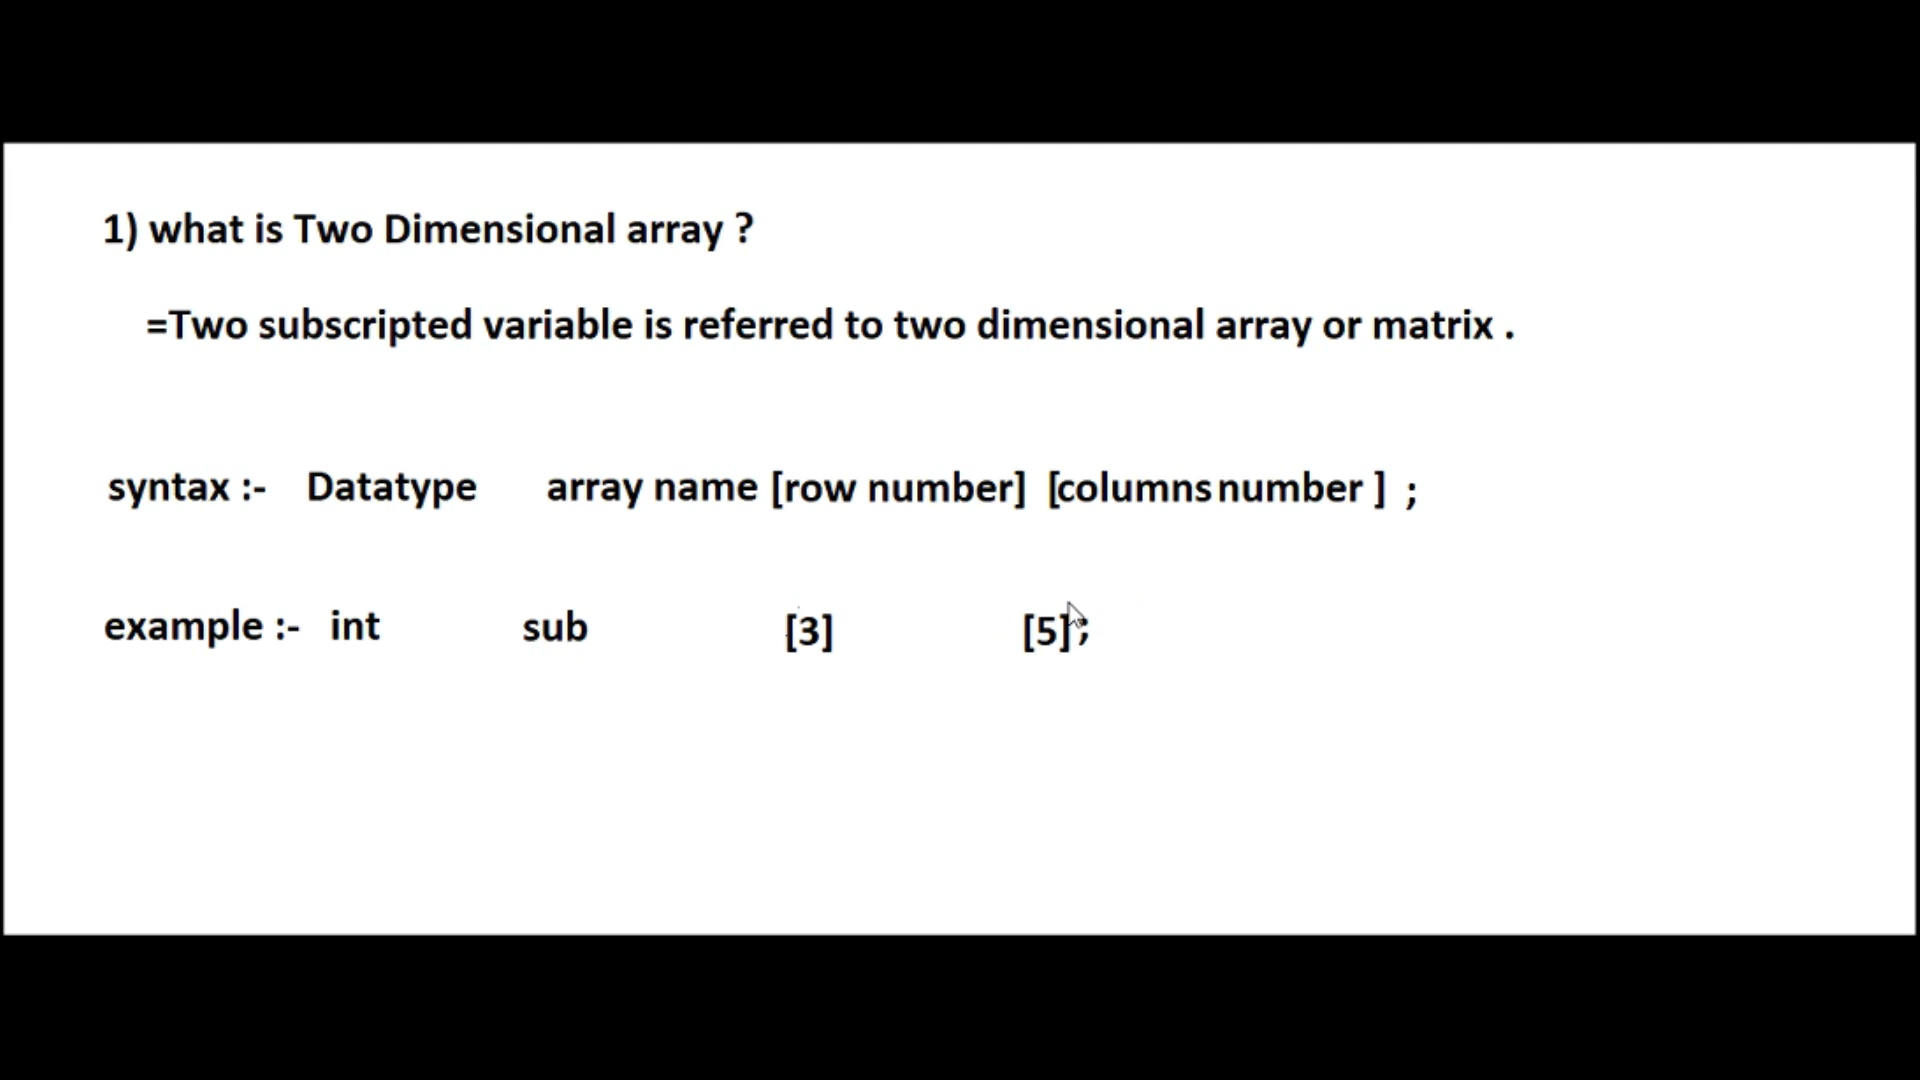 1) what is Two Dimensional array ?
=Two subscripted variable is referred to two dimensional array or matrix .
syntax :- Datatype array name [row number] [columns number ] ;
example :- int sub [3] [5];